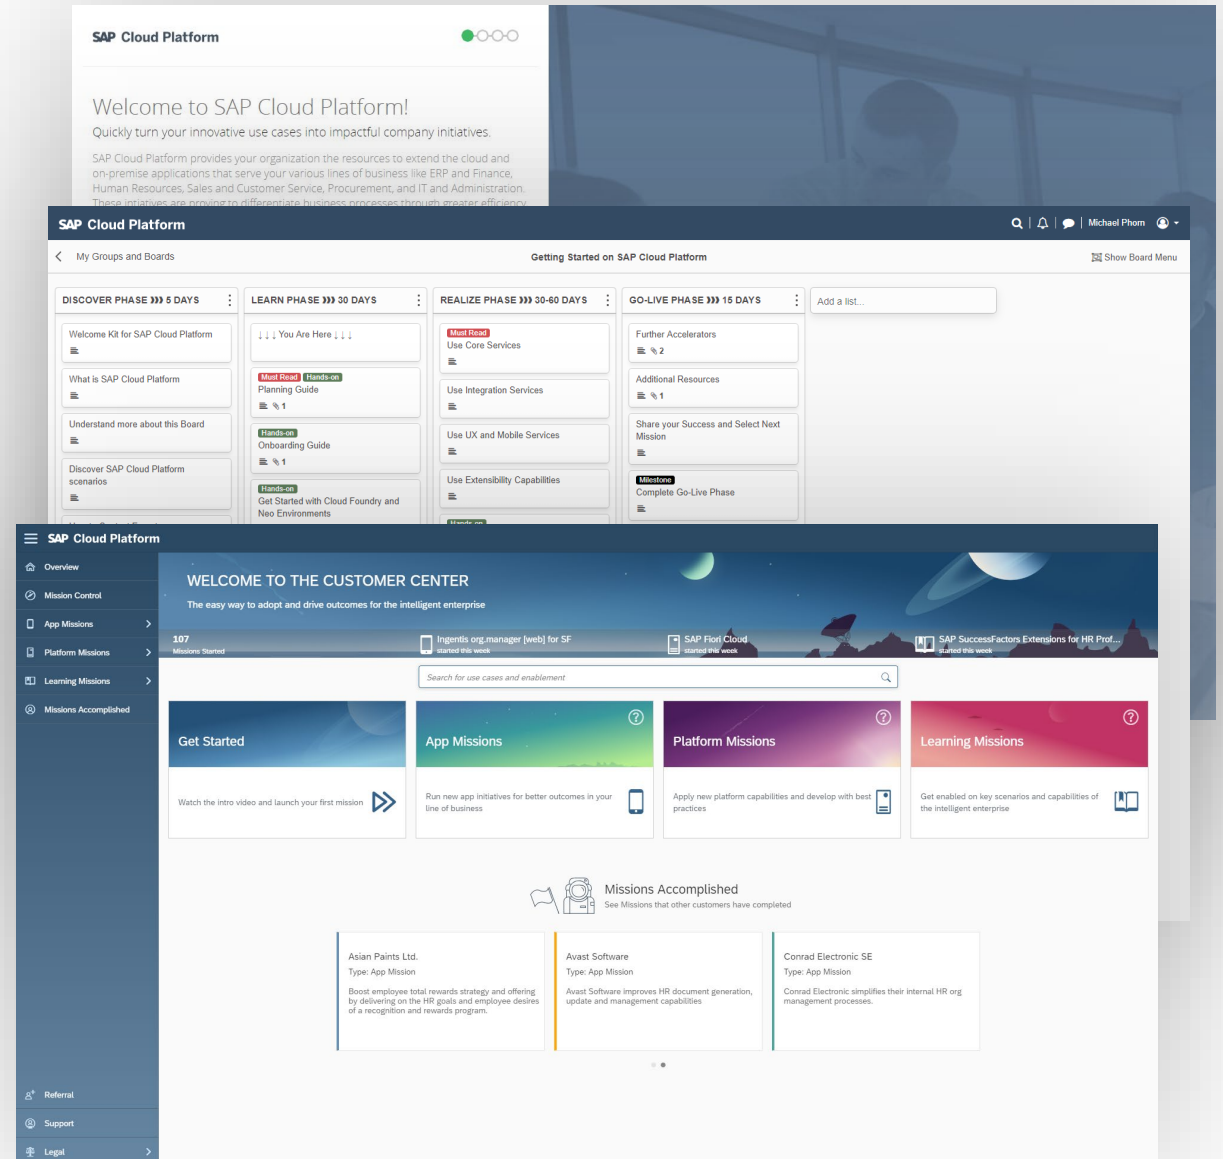 SAP Cloud Platform
Welcome to SAP Cloud Platform!
Quickly turn your innovative use cases into impactful company initiatives.
SAP Cloud Platform provides your organization the resources to extend the cloud and
on-premise applications that serve your various lines of business like ERP and Finance,
Human Resources, Sales and Customer Service, Procurement, and IT and Administration.
These intiatives are proving to differentiate business processes through greater efficiency
SAP Cloud Platform
Michael Phom
My Groups and Boards
Getting Started on SAP Cloud Platform
Show Board Menu
DISCOVER PHASE ⟫⟩ 5 DAYS
Welcome Kit for SAP Cloud Platform
What is SAP Cloud Platform
Understand more about this Board
Discover SAP Cloud Platform
scenarios
LEARN PHASE ⟫⟩ 30 DAYS
↓↓↓ You Are Here ↓↓↓
Must Read Hands-on
Planning Guide
1
Hands-on
Onboarding Guide
1
Hands-on
Get Started with Cloud Foundry and
Neo Environments
REALIZE PHASE ⟫⟩ 30-60 DAYS
Must Read
Use Core Services
Use Integration Services
Use UX and Mobile Services
Use Extensibility Capabilities
Hands-on
GO-LIVE PHASE ⟫⟩ 15 DAYS
Further Accelerators
2
Additional Resources
1
Share your Success and Select Next
Mission
Milestone
Complete Go-Live Phase
Add a list...
SAP Cloud Platform
Overview
Mission Control
App Missions
Platform Missions
Learning Missions
Missions Accomplished
Referral
Support
Legal
WELCOME TO THE CUSTOMER CENTER
The easy way to adopt and drive outcomes for the intelligent enterprise
107
Missions Started
Ingentis org.manager [web] for SF
started this week
SAP Fiori Cloud
started this week
SAP SuccessFactors Extensions for HR Prof...
started this week
Search for use cases and enablement
Get Started
Watch the intro video and launch your first mission
App Missions
Run new app initiatives for better outcomes in your
line of business
Platform Missions
Apply new platform capabilities and develop with best
practices
Learning Missions
Get enabled on key scenarios and capabilities of
the intelligent enterprise
Missions Accomplished
See Missions that other customers have completed
Asian Paints Ltd.
Type: App Mission
Boost employee total rewards strategy and offering
by delivering on the HR goals and employee desires
of a recognition and rewards program.
Avast Software
Type: App Mission
Avast Software improves HR document generation,
update and management capabilities
Conrad Electronic SE
Type: App Mission
Conrad Electronic simplifies their internal HR org
management processes.